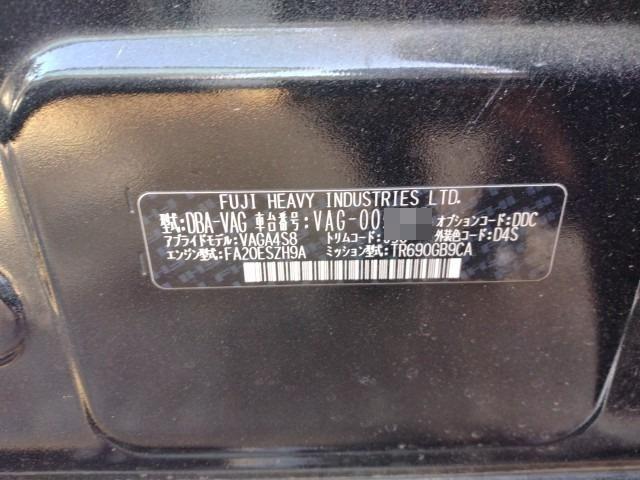 FUJI HEAVY INDUSTRIES LTD.
型式:DBA-VAG 車台番号:VAG-00 オプションコード:DDC
アプライドモデル:VAGA4S8 トリムコード: 外装色コード:D4S
エンジン型式:FA20ESZH9A ミッション型式:TR690GB9CA